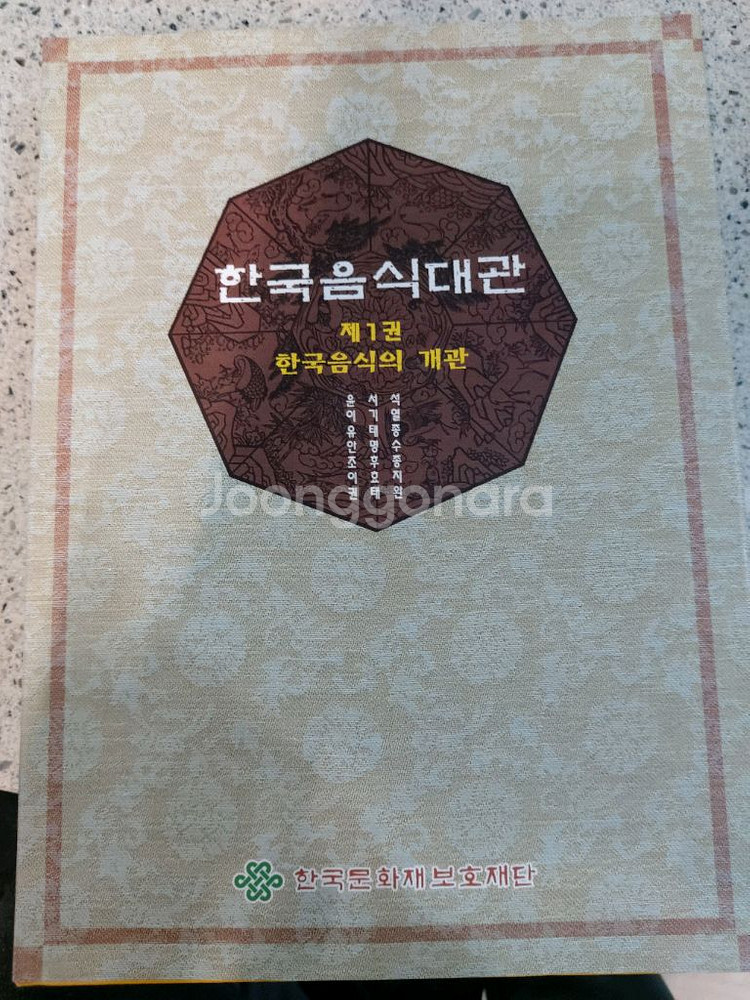 한국음식대관
제1권
한국음식의 개관
윤서석
이기열
유태종
안명수
조후종
이효지
권태원
Joonggonara
한국문화재보호재단